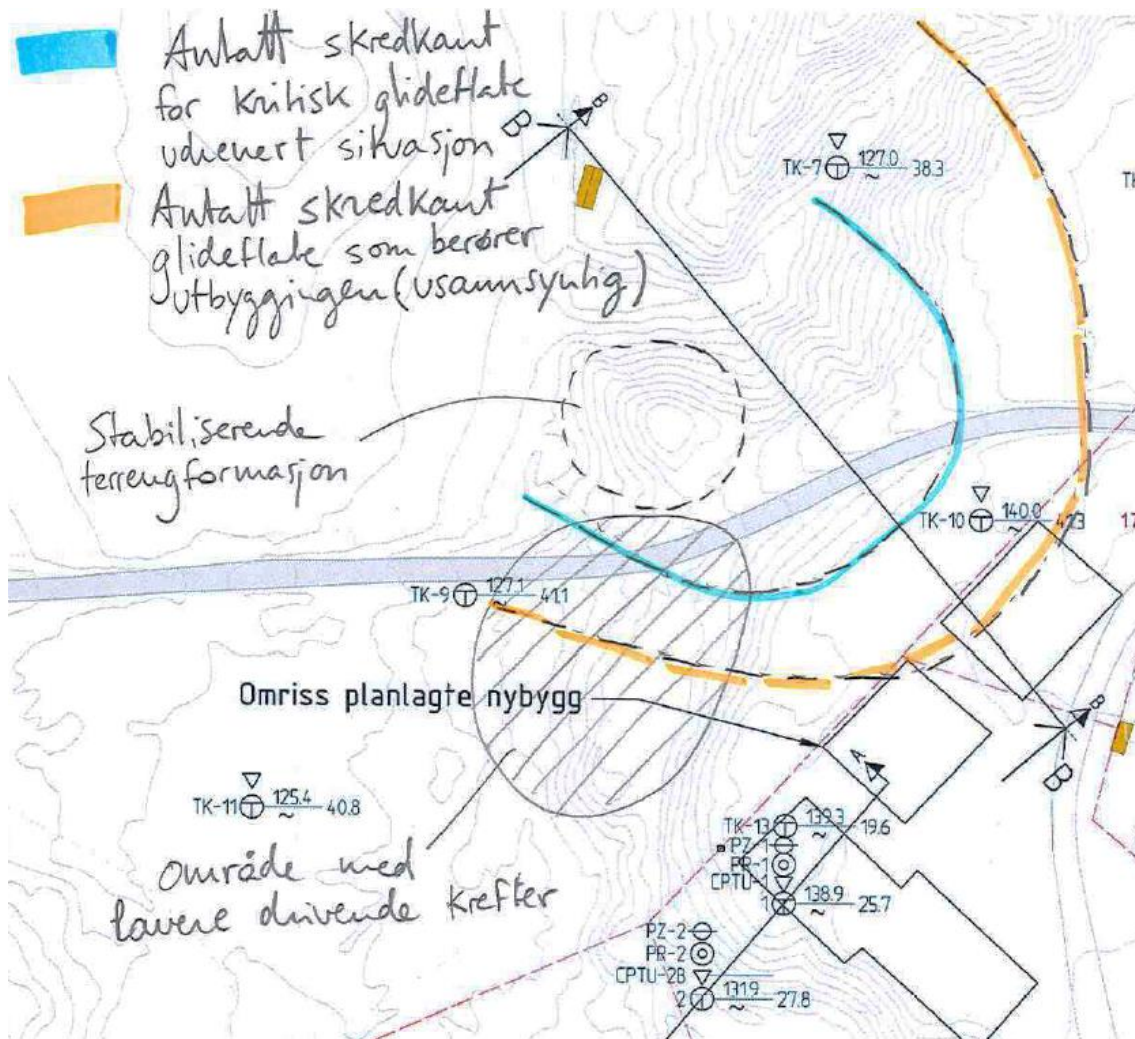 Antatt skredkant
for kritisk glideflate
udrenert situasjon
Antatt skredkant
glideflate som berører
utbyggingen (usannsynlig)
B
B
TK-7 127.0 38.3
~
TK
Stabiliserende
terrengformasjon
TK-10 140.0 41.3
~
17
TK-9 127.1 41.1
~
Omriss planlagte nybygg
B
B
A
TK-11 125.4 40.8
~
TK-13 139.3 19.6
~
PZ-1
PR-1
CPTU-1
1 138.9 25.7
~
Område med
lavere drivende krefter
PZ-2
PR-2
CPTU-2B
2 131.9 27.8
~